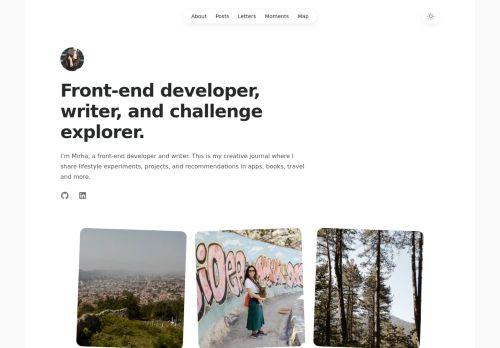 About Posts Letters Moments Map
Front-end developer,
writer, and challenge
explorer.
I'm Mirha, a front-end developer and writer. This is my creative journal where I
share lifestyle experiments, projects, and recommendations in apps, books, travel
and more.